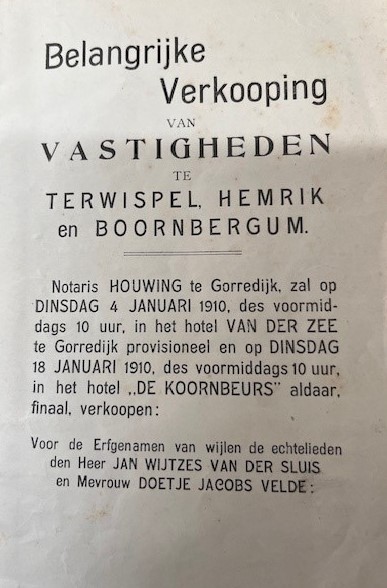 Belangrijke
Verkooping
VAN
VASTIGHEDEN
TE
TERWISPEL, HEMRIK
en BOORNBERGUM.
Notaris HOUWING te Gorredijk, zal op
DINSDAG 4 JANUARI 1910, des voormid-
dags 10 uur, in het hotel VAN DER ZEE
te Gorredijk provisioneel en op DINSDAG
18 JANUARI 1910, des voormiddags 10 uur,
in het hotel „DE KOORNBEURS" aldaar,
finaal, verkoopen:
Voor de Erfgenamen van wijlen de echtelieden
den Heer JAN WIJTZES VAN DER SLUIS
en Mevrouw DOETJE JACOBS VELDE: